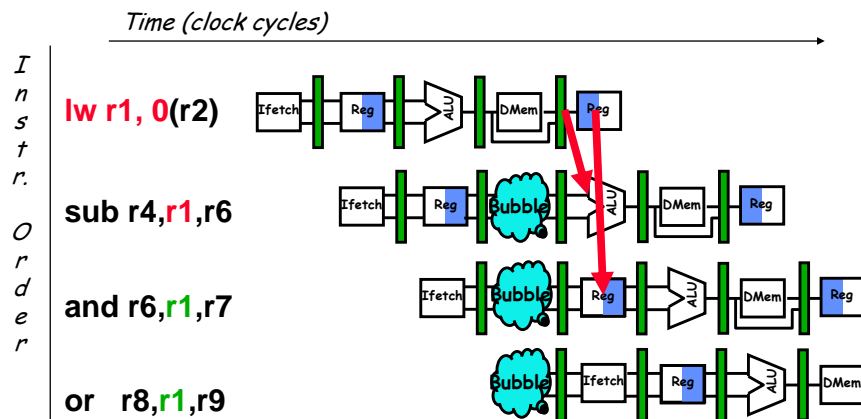 Time (clock cycles)
Instr. Order
lw r1, 0(r2)
Ifetch Reg ALU DMem Reg
sub r4,r1,r6
Ifetch Reg Bubble ALU DMem Reg
and r6,r1,r7
Ifetch Bubble Reg ALU DMem Reg
or r8,r1,r9
Bubble Ifetch Reg ALU DMem